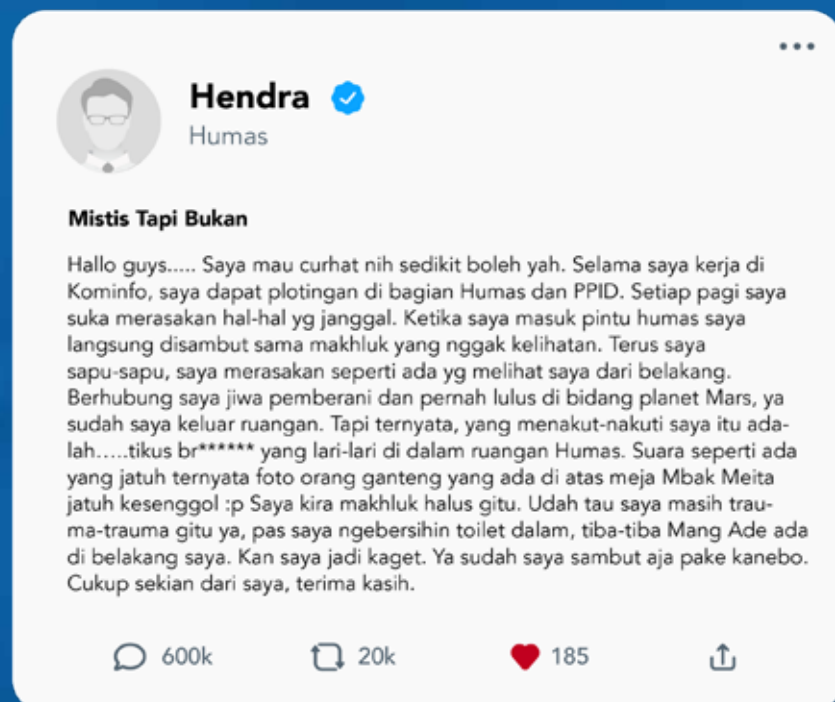 Hendra
Humas
Mistis Tapi Bukan
Hallo guys..... Saya mau curhat nih sedikit boleh yah. Selama saya kerja di
Kominfo, saya dapat plotingan di bagian Humas dan PPID. Setiap pagi saya
suka merasakan hal-hal yg janggal. Ketika saya masuk pintu humas saya
langsung disambut sama makhluk yang nggak kelihatan. Terus saya
sapu-sapu, saya merasakan seperti ada yg melihat saya dari belakang.
Berhubung saya jiwa pemberani dan pernah lulus di bidang planet Mars, ya
sudah saya keluar ruangan. Tapi ternyata, yang menakut-nakuti saya itu ada-
lah.....tikus br****** yang lari-lari di dalam ruangan Humas. Suara seperti ada
yang jatuh ternyata foto orang ganteng yang ada di atas meja Mbak Meita
jatuh kesenggol :p Saya kira makhluk halus gitu. Udah tau saya masih trau-
ma-trauma gitu ya, pas saya ngebersihin toilet dalam, tiba-tiba Mang Ade ada
di belakang saya. Kan saya jadi kaget. Ya sudah saya sambut aja pake kanebo.
Cukup sekian dari saya, terima kasih.
600k 20k 185